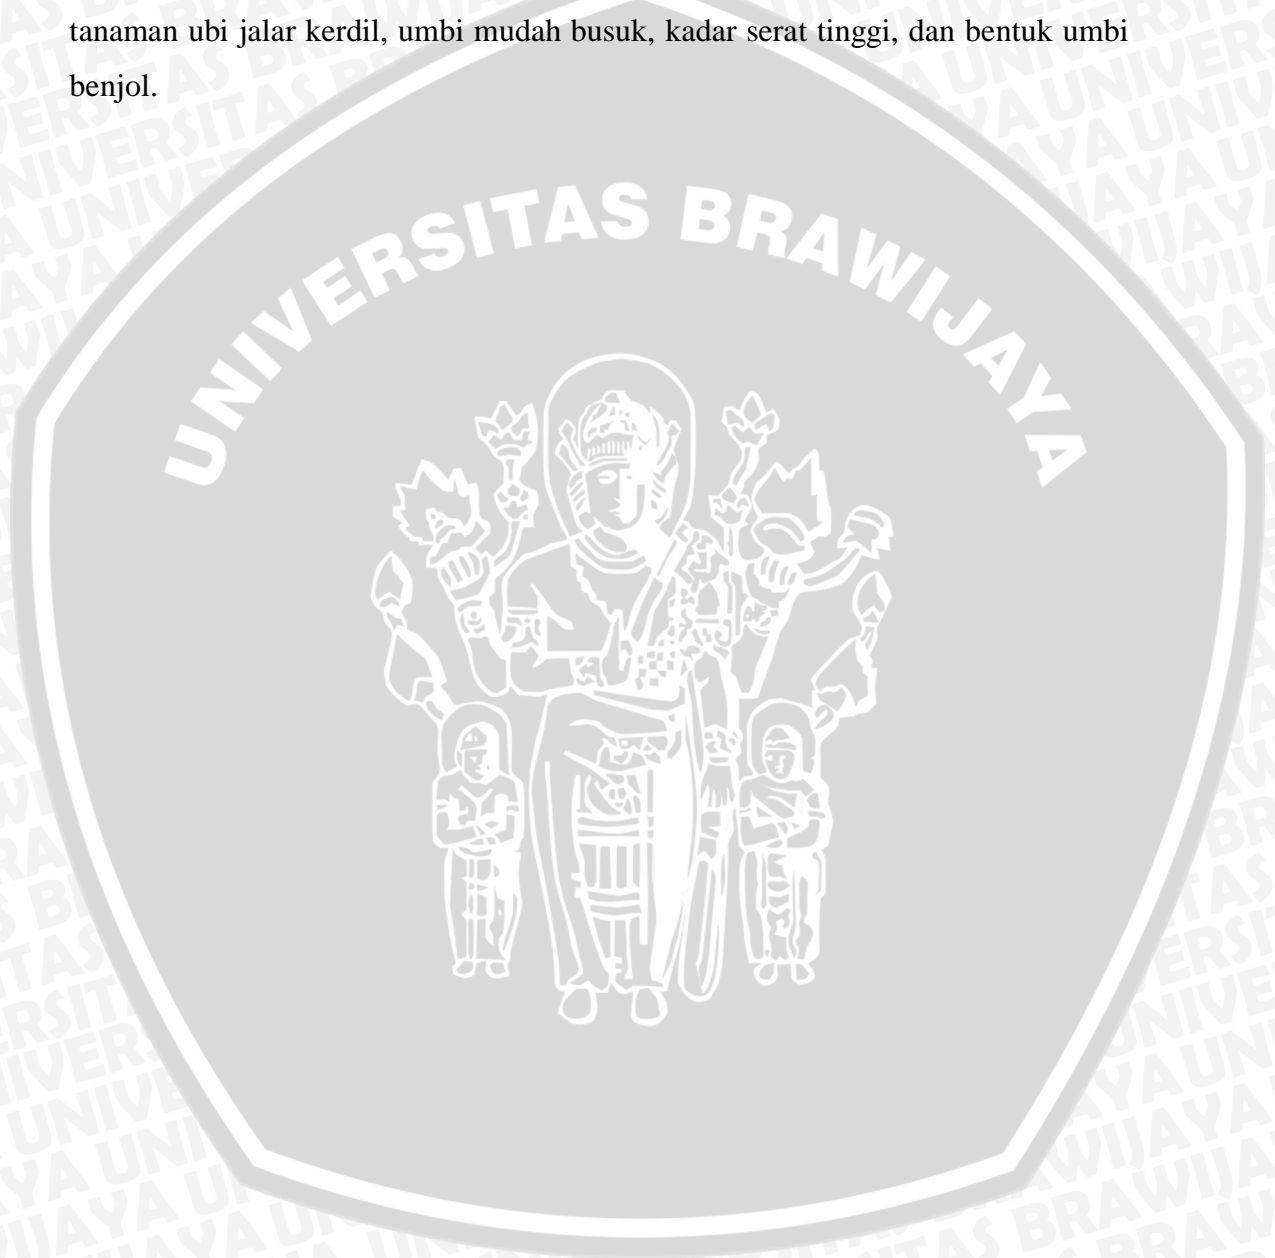 tanaman ubi jalar kerdil, umbi mudah busuk, kadar serat tinggi, dan bentuk umbi
benjol.
UNIVERSITAS BRAWIJAYA